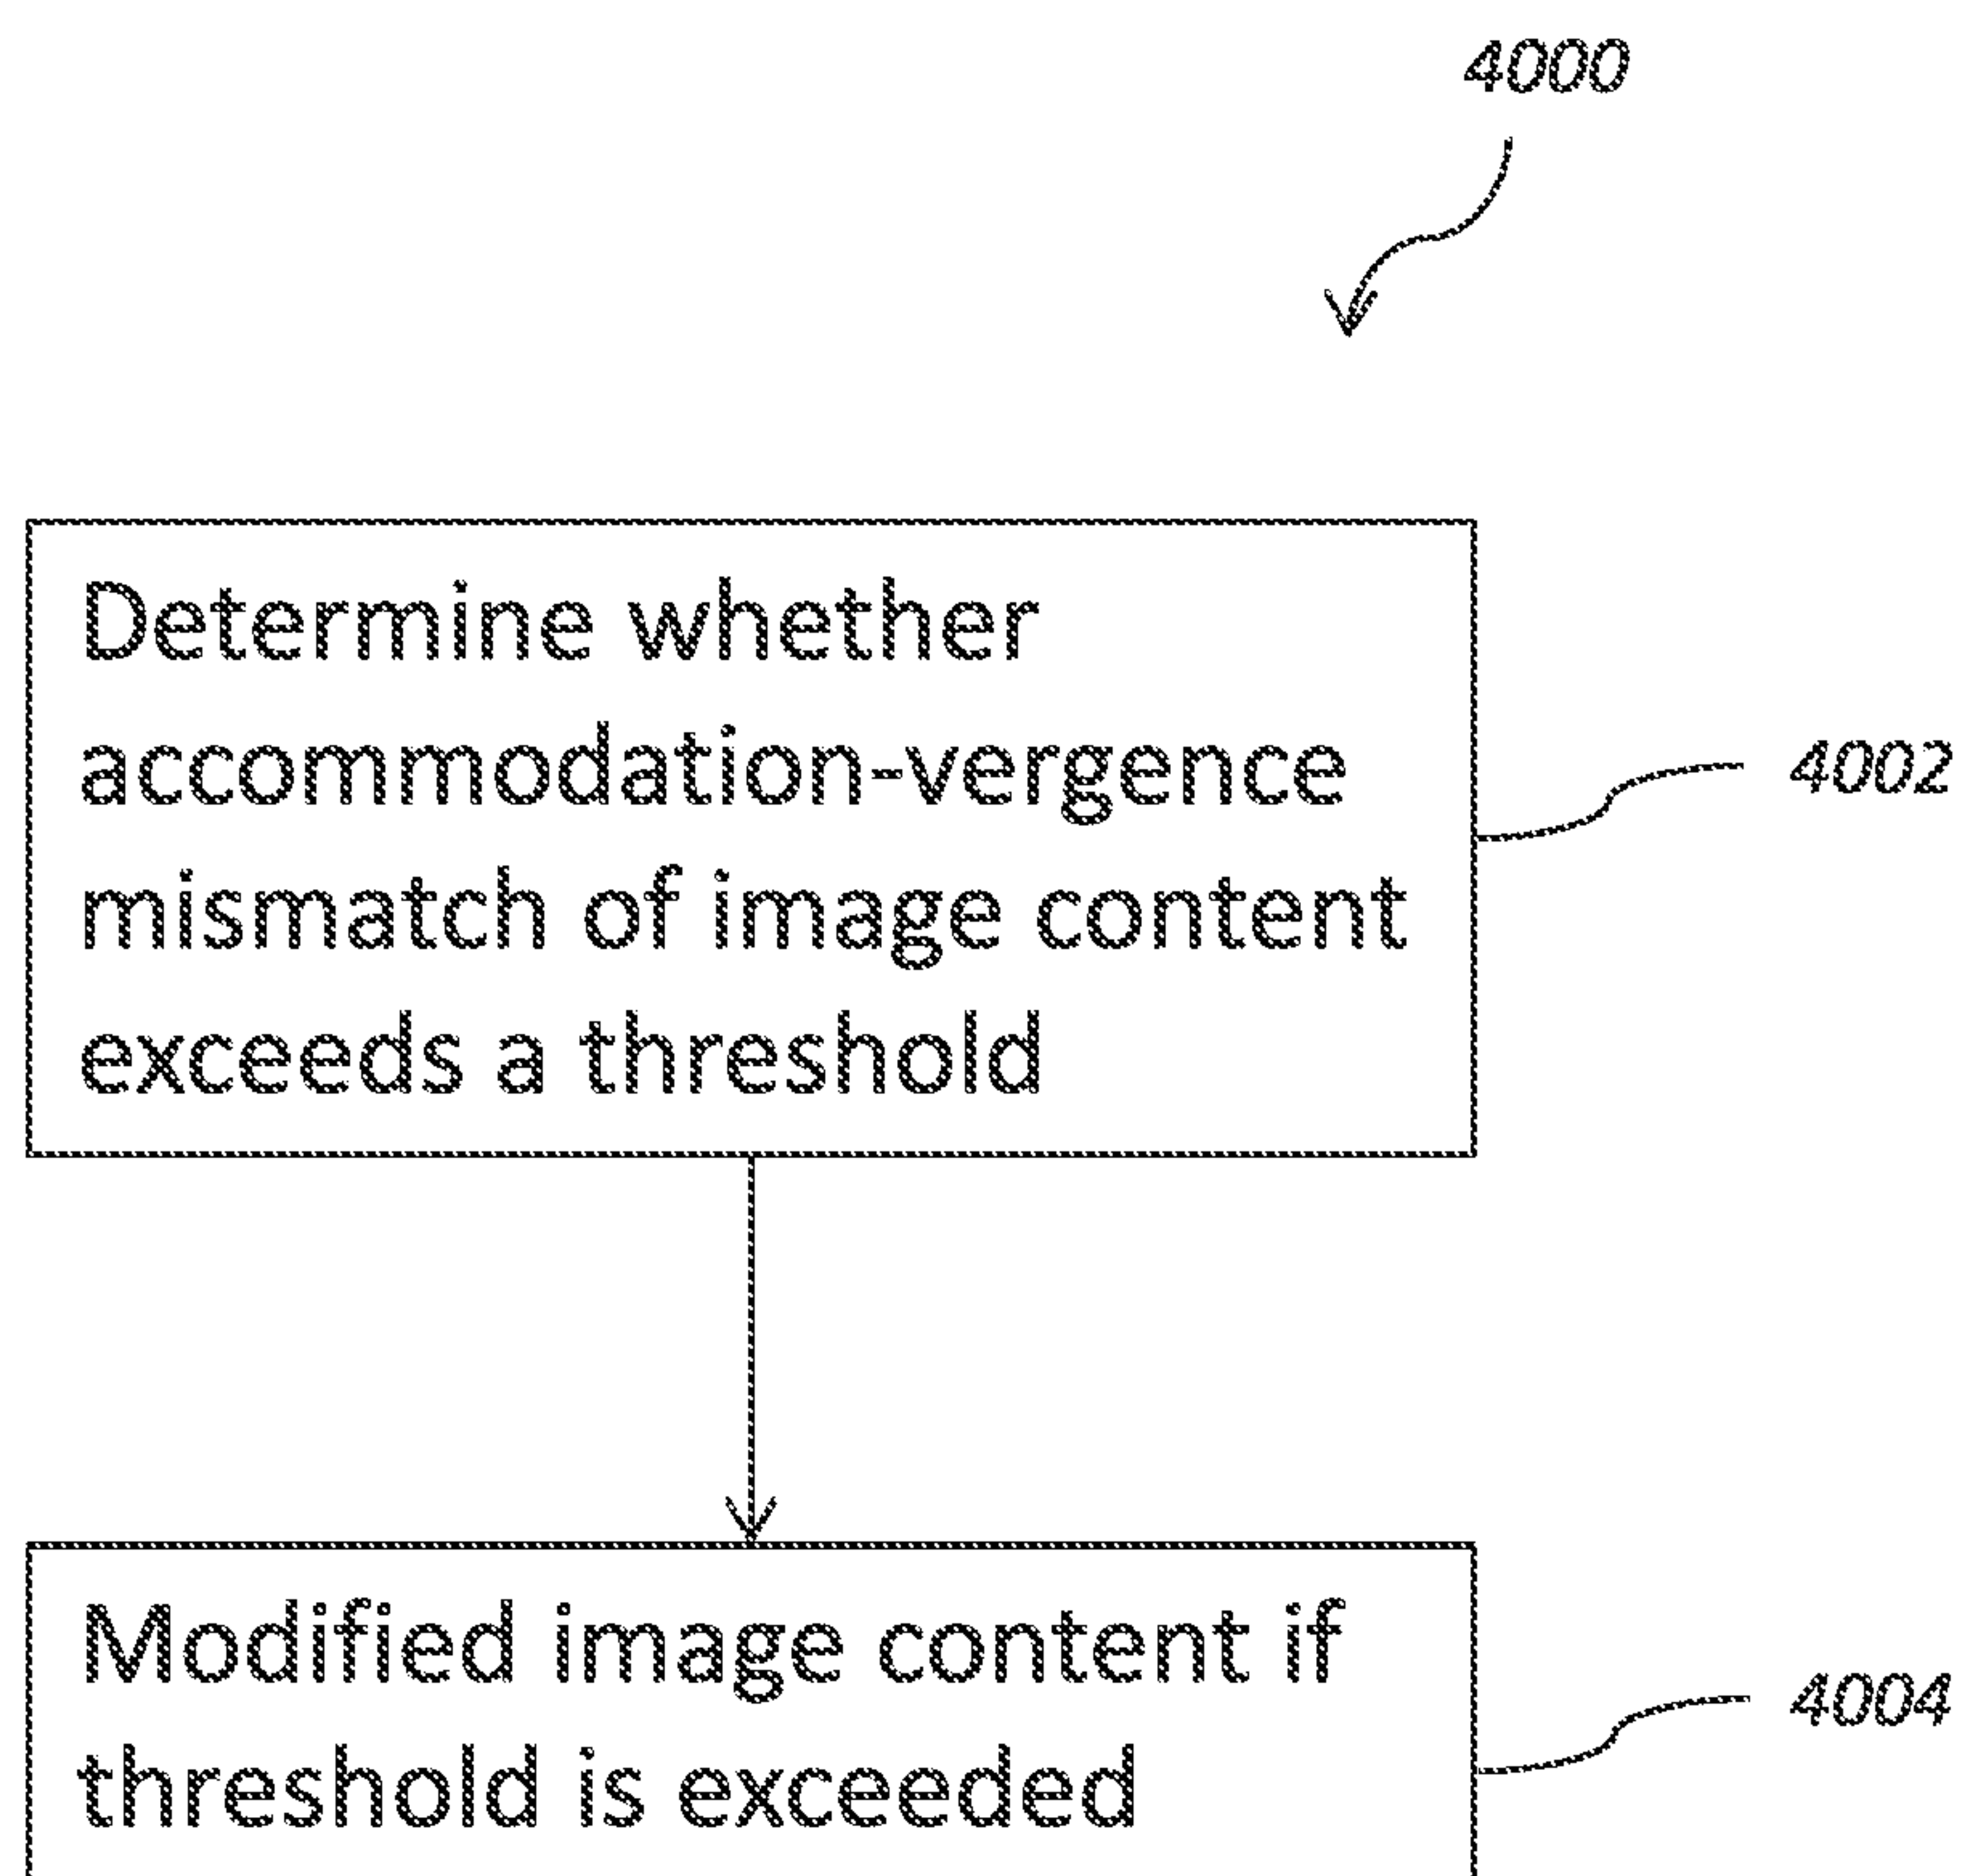 4000
Determine whether
accommodation-vergence
mismatch of image content
exceeds a threshold
4002
Modified image content if
threshold is exceeded
4004